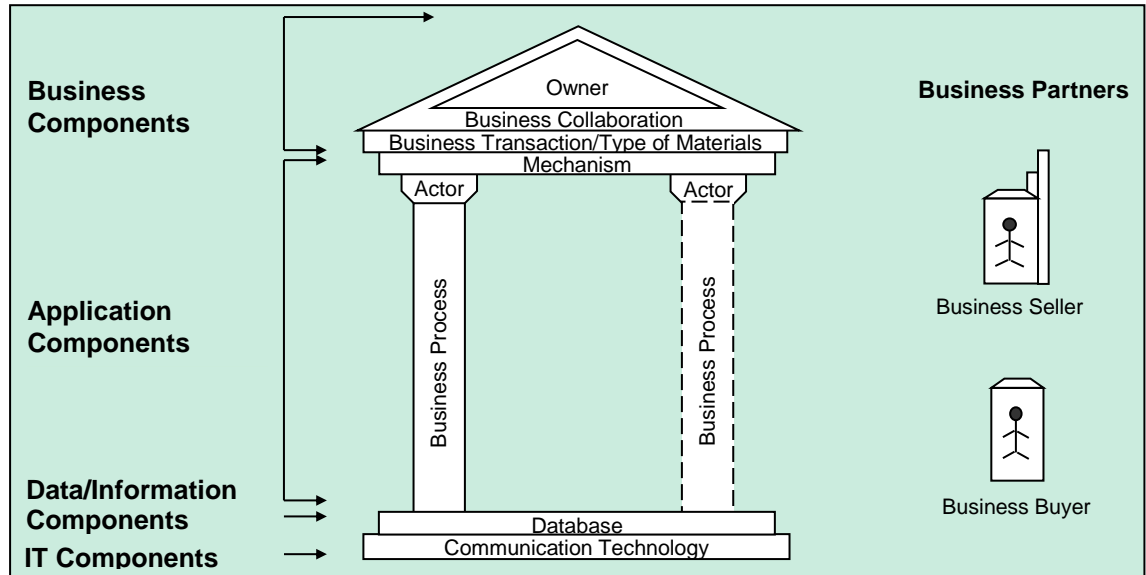 Business
Components
Application
Components
Data/Information
Components
IT Components
Owner
Business Collaboration
Business Transaction/Type of Materials
Mechanism
Actor
Actor
Business Process
Business Process
Database
Communication Technology
Business Partners
Business Seller
Business Buyer